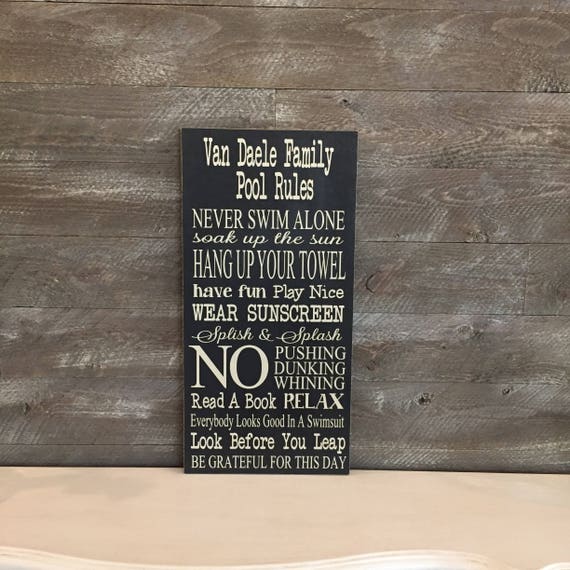 Van Daele Family
Pool Rules
NEVER SWIM ALONE
soak up the sun
HANG UP YOUR TOWEL
have fun Play Nice
WEAR SUNSCREEN
Splish & Splash
NO PUSHING
DUNKING
WHINING
Read A Book RELAX
Everybody Looks Good In A Swimsuit
Look Before You Leap
BE GRATEFUL FOR THIS DAY